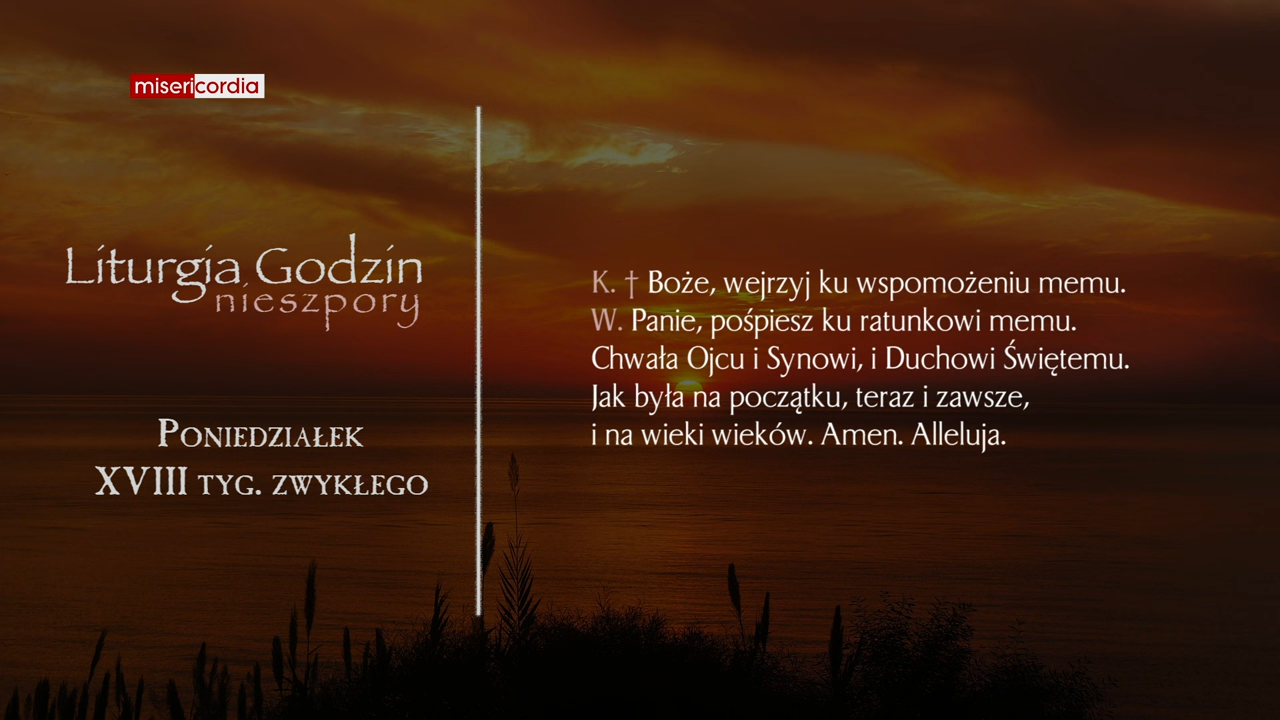 misericordia
Liturgia Godzin
nieszpory
Poniedziałek
XVIII tyg. zwykłego
K. † Boże, wejrzyj ku wspomożeniu memu.
W. Panie, pośpiesz ku ratunkowi memu.
Chwała Ojcu i Synowi, i Duchowi Świętemu.
Jak była na początku, teraz i zawsze,
i na wieki wieków. Amen. Alleluja.